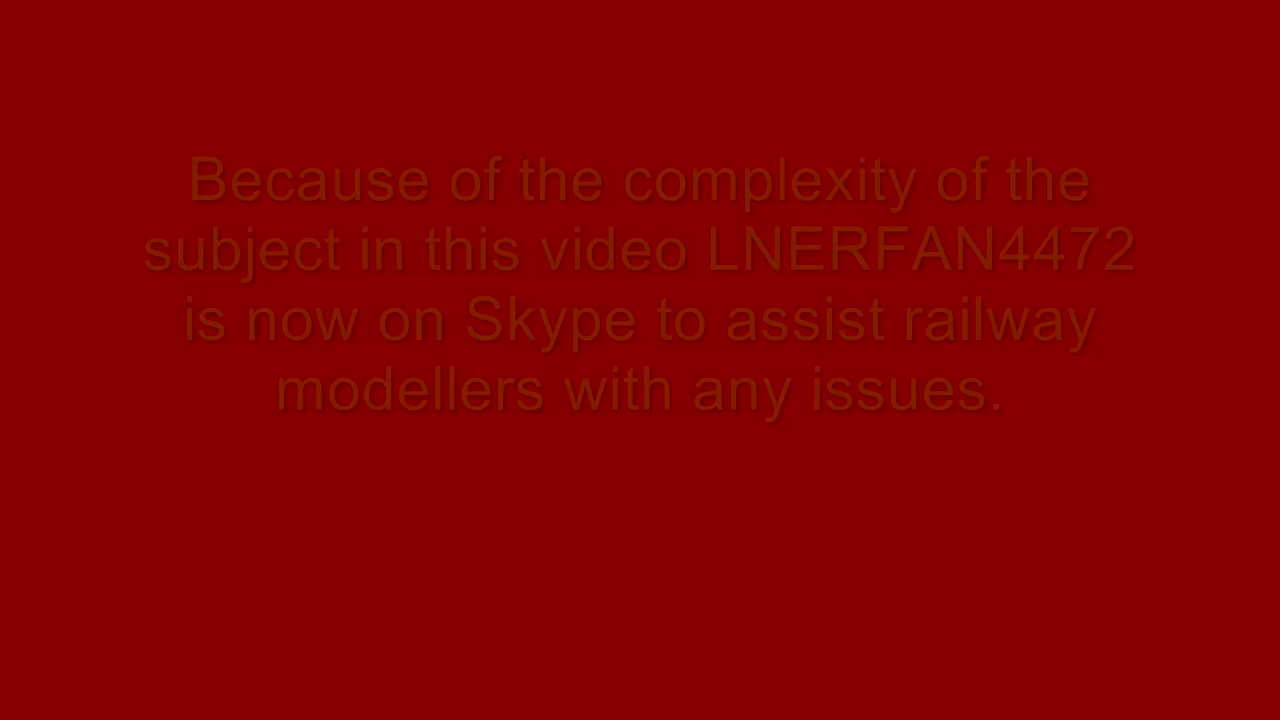 Because of the complexity of the
subject in this video LNERFAN4472
is now on Skype to assist railway
modellers with any issues.